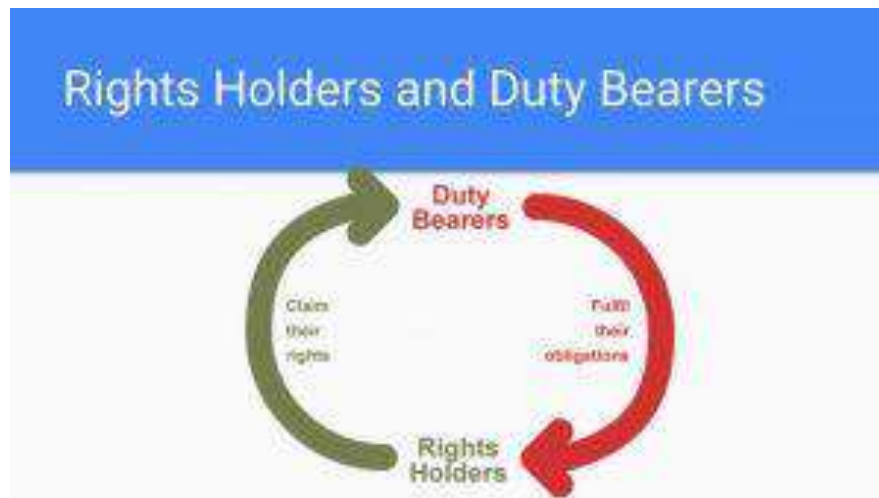 Rights Holders and Duty Bearers
Duty
Bearers
Claim
their
rights
Fulfil
their
obligations
Rights
Holders